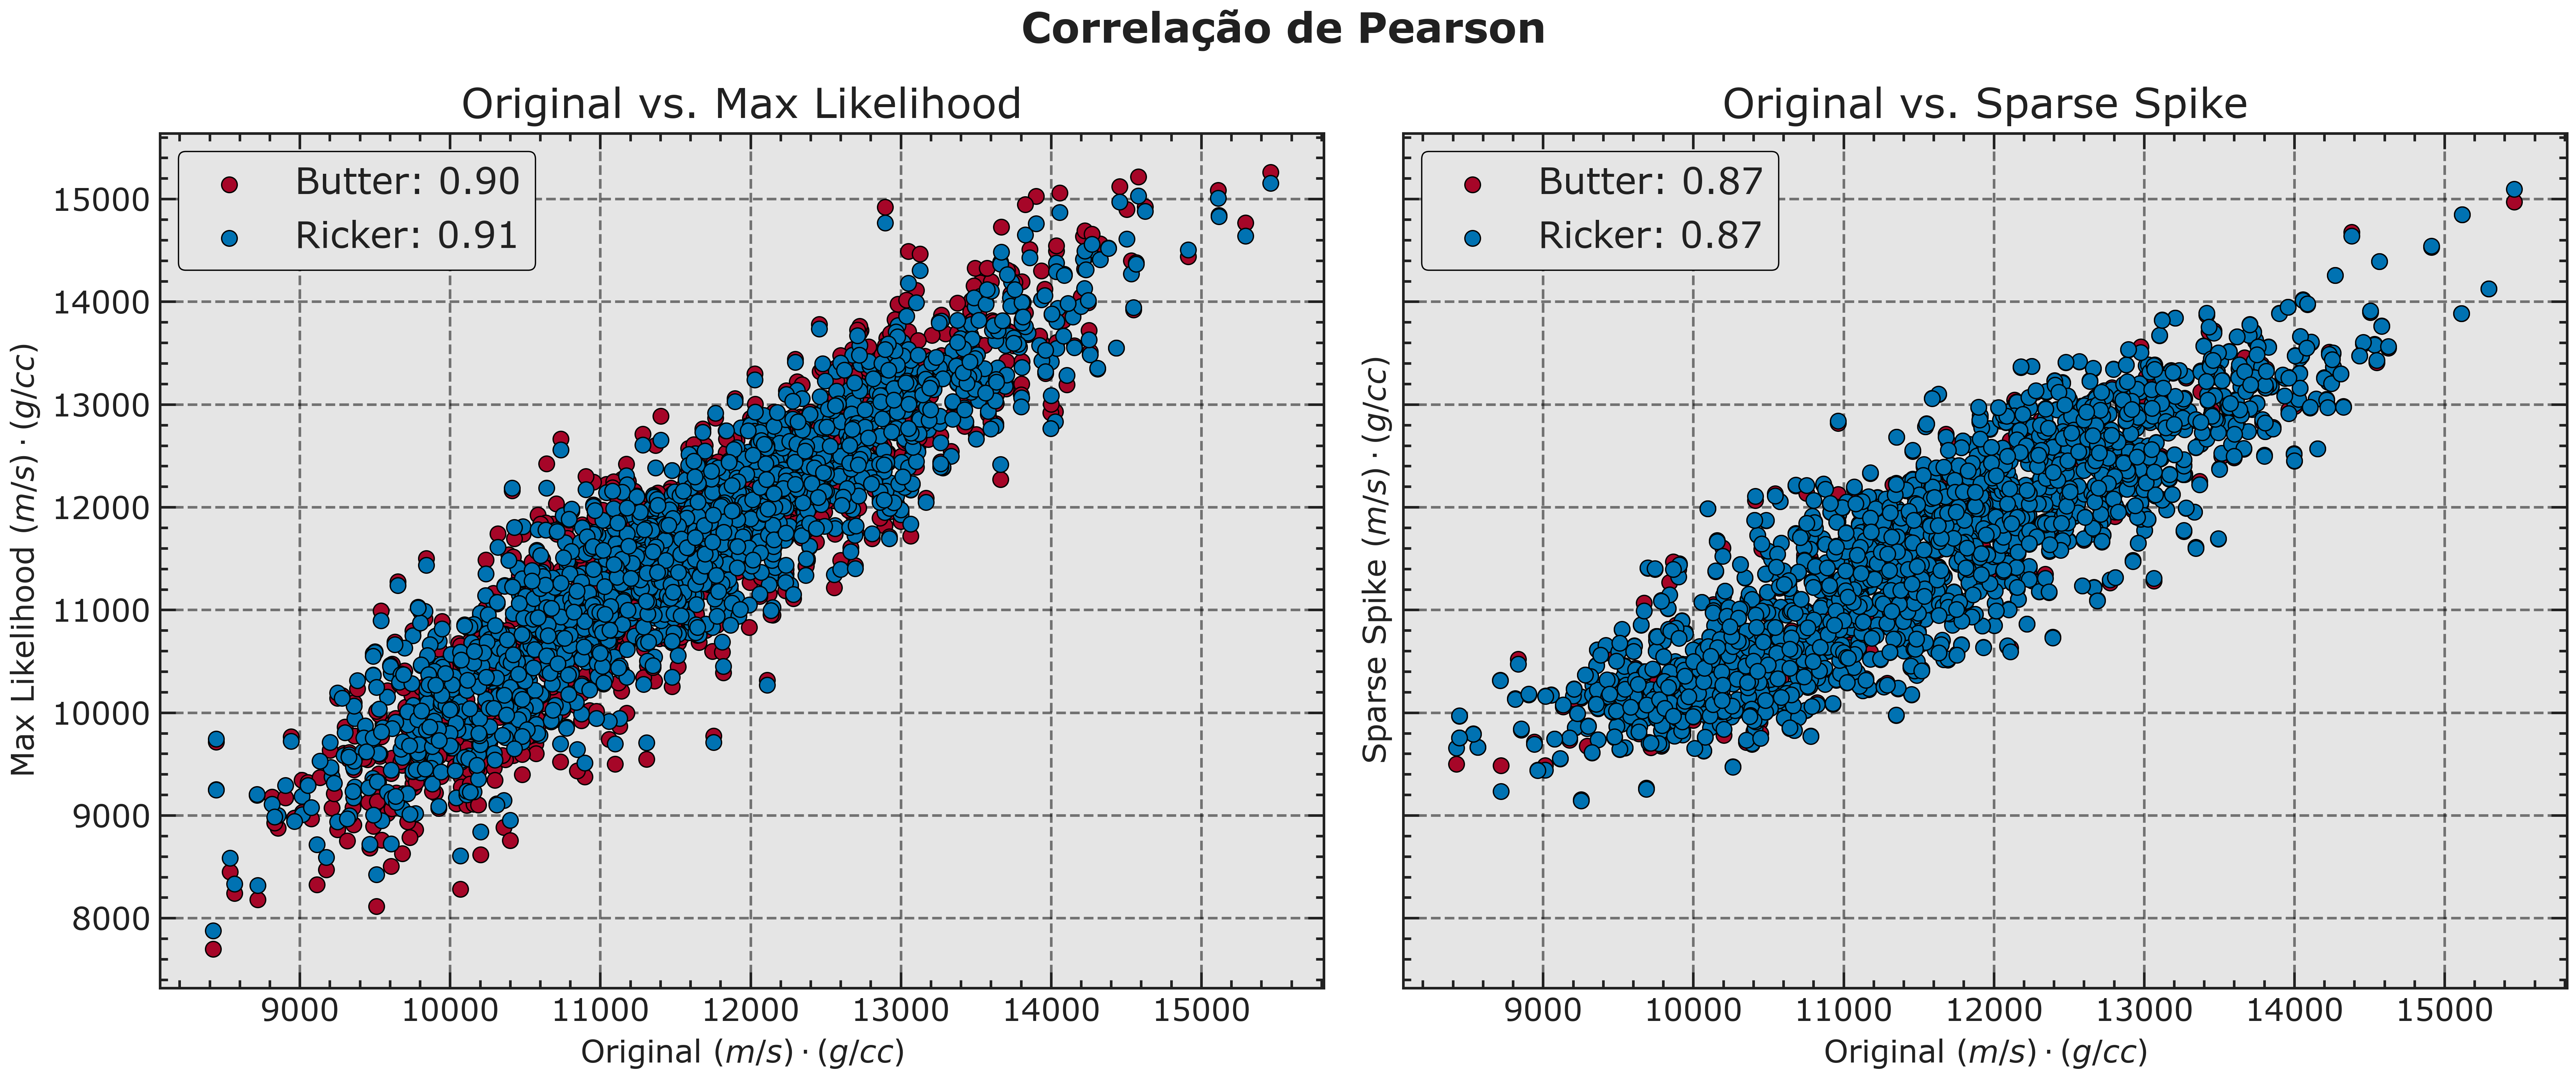 Correlação de Pearson
Original vs. Max Likelihood
Butter: 0.90
Ricker: 0.91
15000
14000
13000
12000
11000
10000
9000
8000
Max Likelihood (m/s) · (g/cc)
9000 10000 11000 12000 13000 14000 15000
Original (m/s) · (g/cc)
Original vs. Sparse Spike
Butter: 0.87
Ricker: 0.87
Sparse Spike (m/s) · (g/cc)
9000 10000 11000 12000 13000 14000 15000
Original (m/s) · (g/cc)